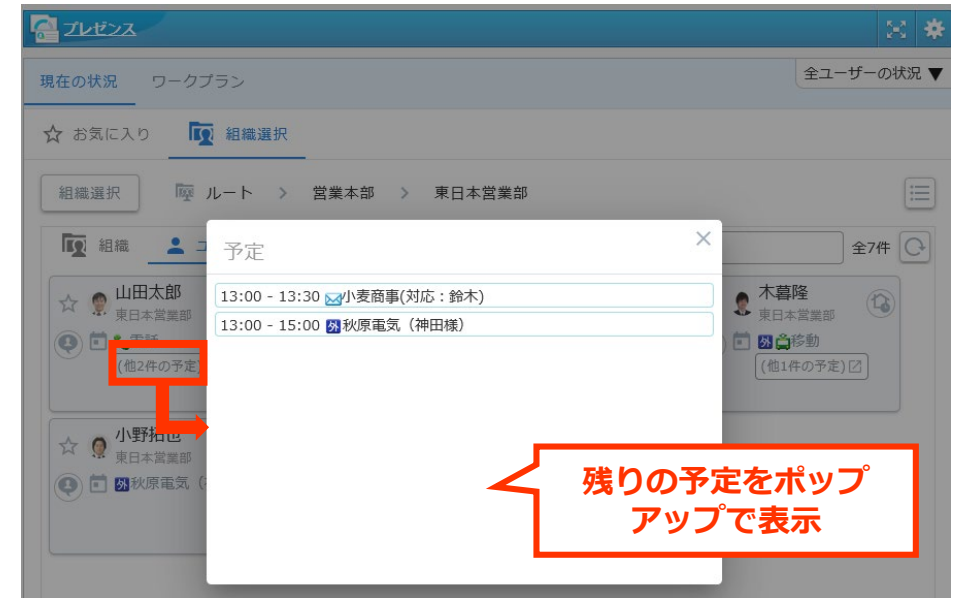 プレゼンス
現在の状況 ワークプラン 全ユーザーの状況 ▼
お気に入り 組織選択
組織選択 ルート > 営業本部 > 東日本営業部
組織 全7件
予定
13:00 - 13:30 小麦商事(対応：鈴木)
13:00 - 15:00 外 秋原電気（神田様）
山田太郎
東日本営業部
電話
(他2件の予定)
木暮隆
東日本営業部
外 移動
(他1件の予定)
小野拓也
東日本営業部
外 秋原電気（
残りの予定をポップ
アップで表示